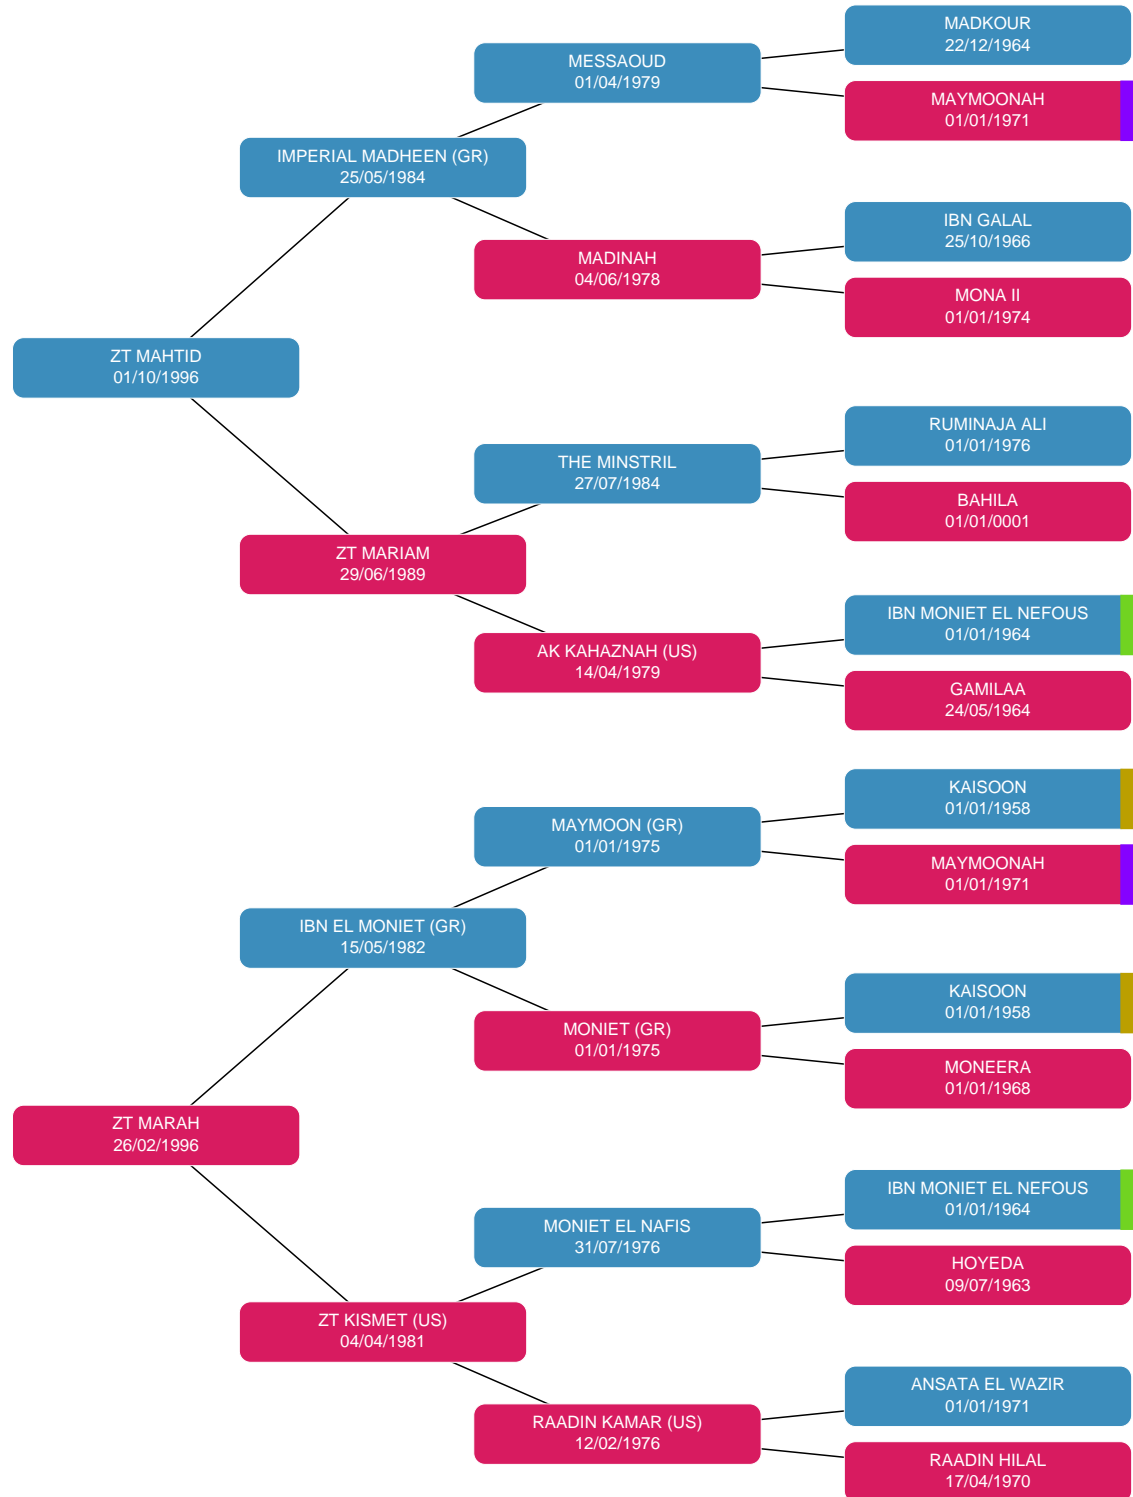 MADKOUR
22/12/1964
MESSAOUD
01/04/1979
MAYMOONAH
01/01/1971
IMPERIAL MADHEEN (GR)
25/05/1984
IBN GALAL
25/10/1966
MADINAH
04/06/1978
MONA II
01/01/1974
ZT MAHTID
01/10/1996
RUMINAJA ALI
01/01/1976
THE MINSTRIL
27/07/1984
BAHILA
01/01/0001
ZT MARIAM
29/06/1989
IBN MONIET EL NEFOUS
01/01/1964
AK KAHAZNAH (US)
14/04/1979
GAMILAA
24/05/1964
KAISOON
01/01/1958
MAYMOON (GR)
01/01/1975
MAYMOONAH
01/01/1971
IBN EL MONIET (GR)
15/05/1982
KAISOON
01/01/1958
MONIET (GR)
01/01/1975
MONEERA
01/01/1968
ZT MARAH
26/02/1996
IBN MONIET EL NEFOUS
01/01/1964
MONIET EL NAFIS
31/07/1976
HOYEDA
09/07/1963
ZT KISMET (US)
04/04/1981
ANSATA EL WAZIR
01/01/1971
RAADIN KAMAR (US)
12/02/1976
RAADIN HILAL
17/04/1970